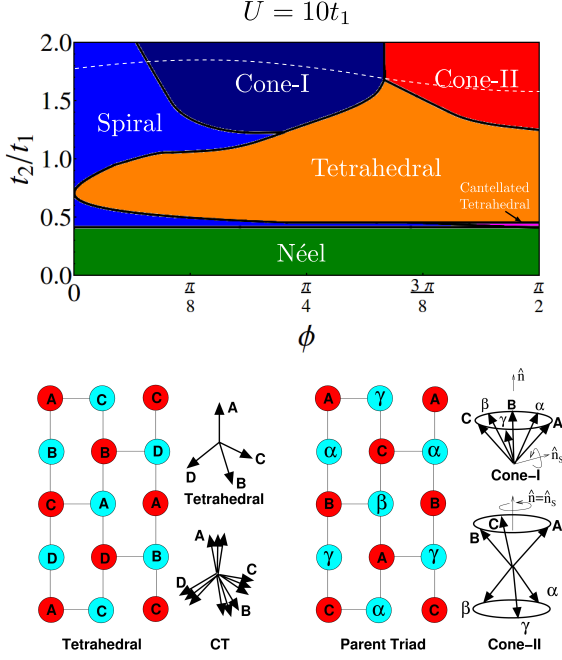 U = 10t₁
t₂/t₁
2.0
1.5
1.0
0.5
0.0
Cone-I
Cone-II
Spiral
Tetrahedral
Cantellated
Tetrahedral
Néel
0
π/8
π/4
3π/8
π/2
ϕ
A C C
B B D
C A A
D D B
A C C
Tetrahedral
A
C
D
B
Tetrahedral
A
C
D
B
CT
A γ A
α C α
B β B
γ A γ
C α C
Parent Triad
n̂
β B α
C γ A
ν n̂ₛ
Cone-I
n̂=n̂ₛ
C
B A
β α
γ
Cone-II